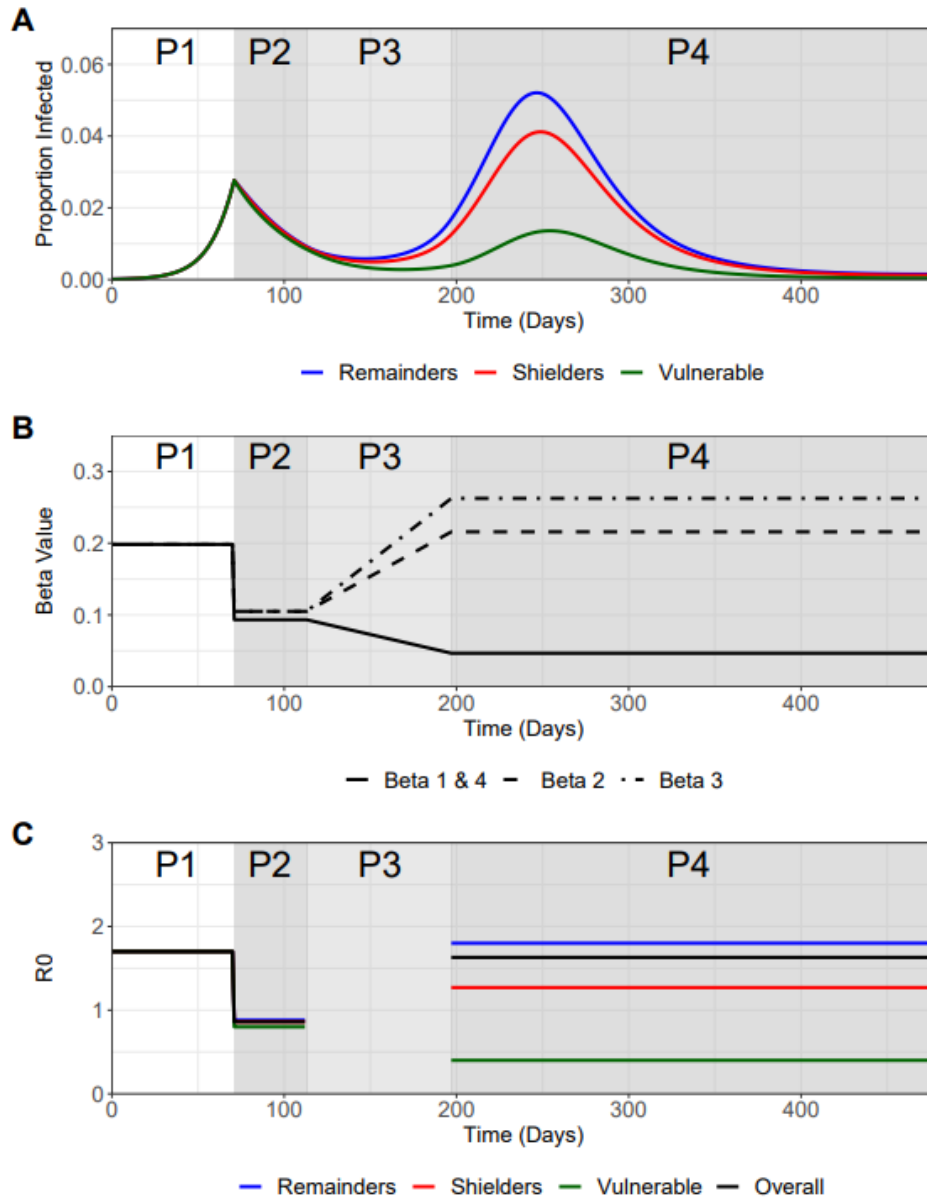 A
P1 P2 P3 P4
0.06
0.04
0.02
0.00
Proportion Infected
0 100 200 300 400
Time (Days)
Remainders Shielders Vulnerable
B
P1 P2 P3 P4
0.3
0.2
0.1
0.0
Beta Value
0 100 200 300 400
Time (Days)
Beta 1 & 4 Beta 2 Beta 3
C
P1 P2 P3 P4
3
2
1
0
R0
0 100 200 300 400
Time (Days)
Remainders Shielders Vulnerable Overall